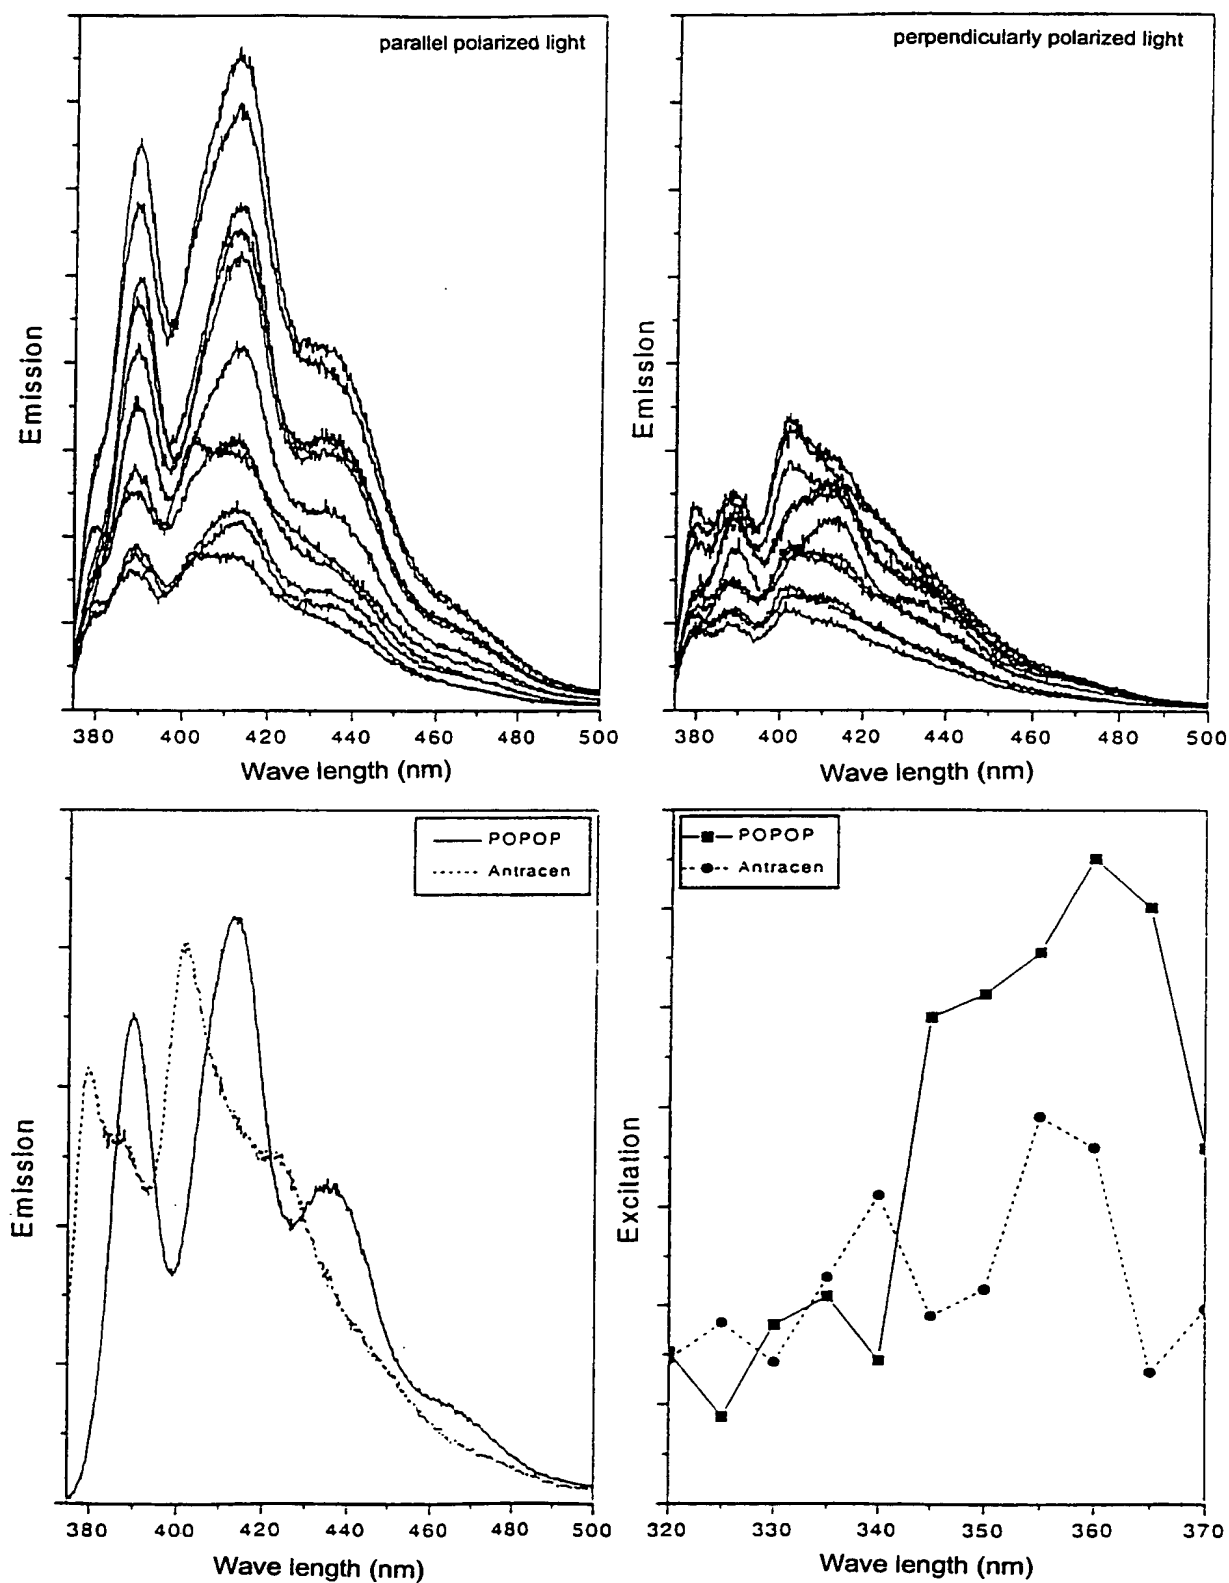 parallel polarized light
Emission
380 400 420 440 460 480 500
Wave length (nm)
perpendicularly polarized light
Emission
380 400 420 440 460 480 500
Wave length (nm)
POPOP
Antracen
Emission
380 400 420 440 460 480 500
Wave length (nm)
POPOP
Antracen
Excitation
320 330 340 350 360 370
Wave length (nm)